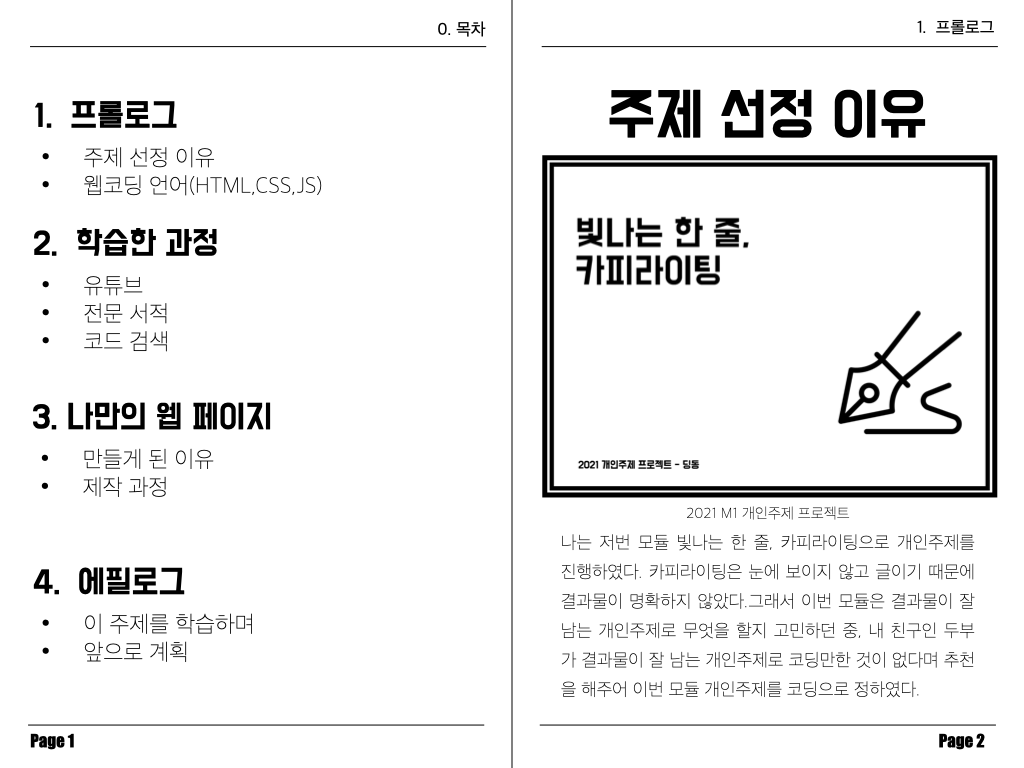 0. 목차
1. 프롤로그
• 주제 선정 이유
• 웹코딩 언어(HTML,CSS,JS)
2. 학습한 과정
• 유튜브
• 전문 서적
• 코드 검색
3. 나만의 웹 페이지
• 만들게 된 이유
• 제작 과정
4. 에필로그
• 이 주제를 학습하며
• 앞으로 계획
Page 1
1. 프롤로그
주제 선정 이유
빛나는 한 줄,
카피라이팅
2021 개인주제 프로젝트 - 딩동
2021 M1 개인주제 프로젝트
나는 저번 모듈 빛나는 한 줄, 카피라이팅으로 개인주제를
진행하였다. 카피라이팅은 눈에 보이지 않고 글이기 때문에
결과물이 명확하지 않았다.그래서 이번 모듈은 결과물이 잘
남는 개인주제로 무엇을 할지 고민하던 중, 내 친구인 두부
가 결과물이 잘 남는 개인주제로 코딩만한 것이 없다며 추천
을 해주어 이번 모듈 개인주제를 코딩으로 정하였다.
Page 2